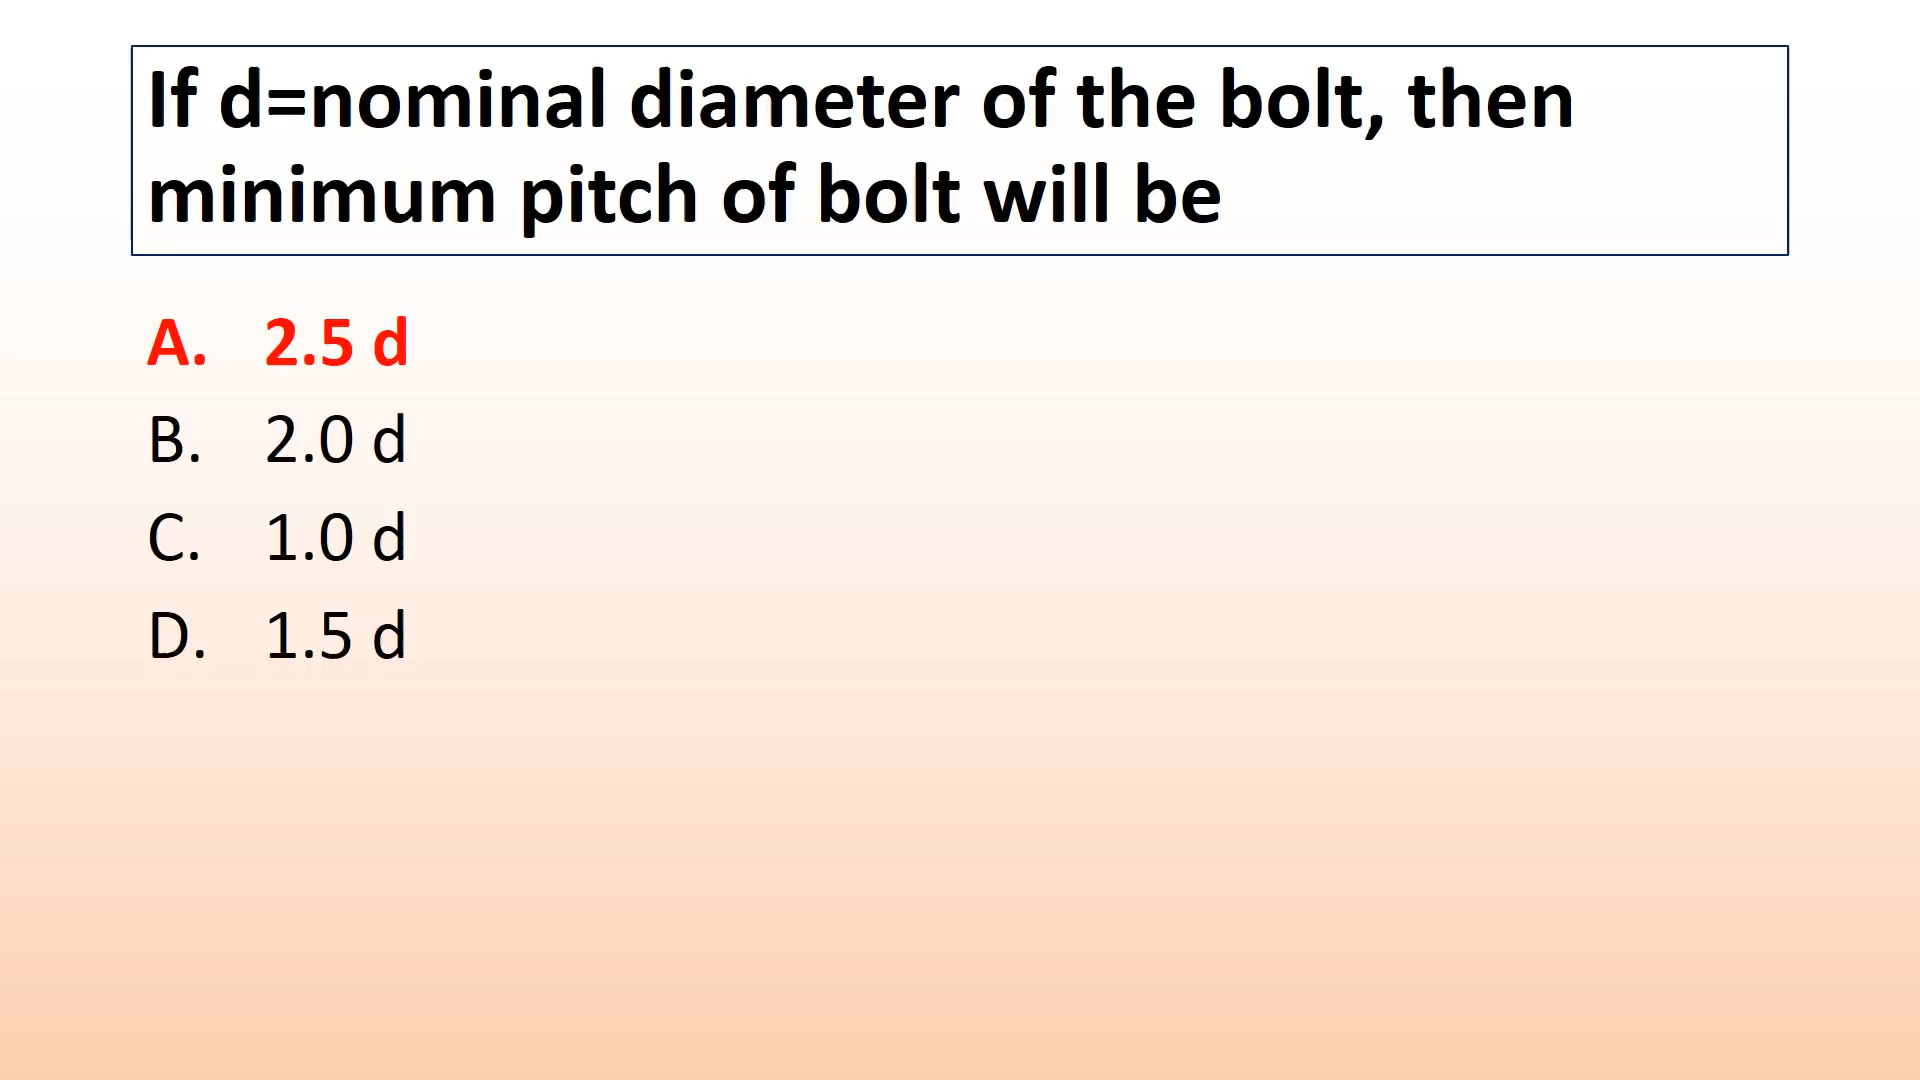 If d=nominal diameter of the bolt, then
minimum pitch of bolt will be
A. 2.5 d
B. 2.0 d
C. 1.0 d
D. 1.5 d